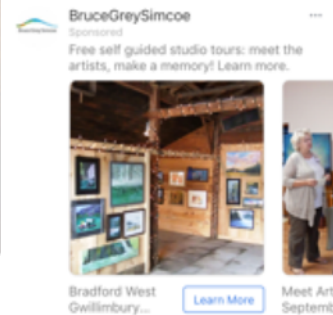 BruceGreySimcoe
Sponsored
Free self guided studio tours: meet the
artists, make a memory! Learn more.
Bradford West
Gwillimbury...
Learn More
Meet Art
Septemb